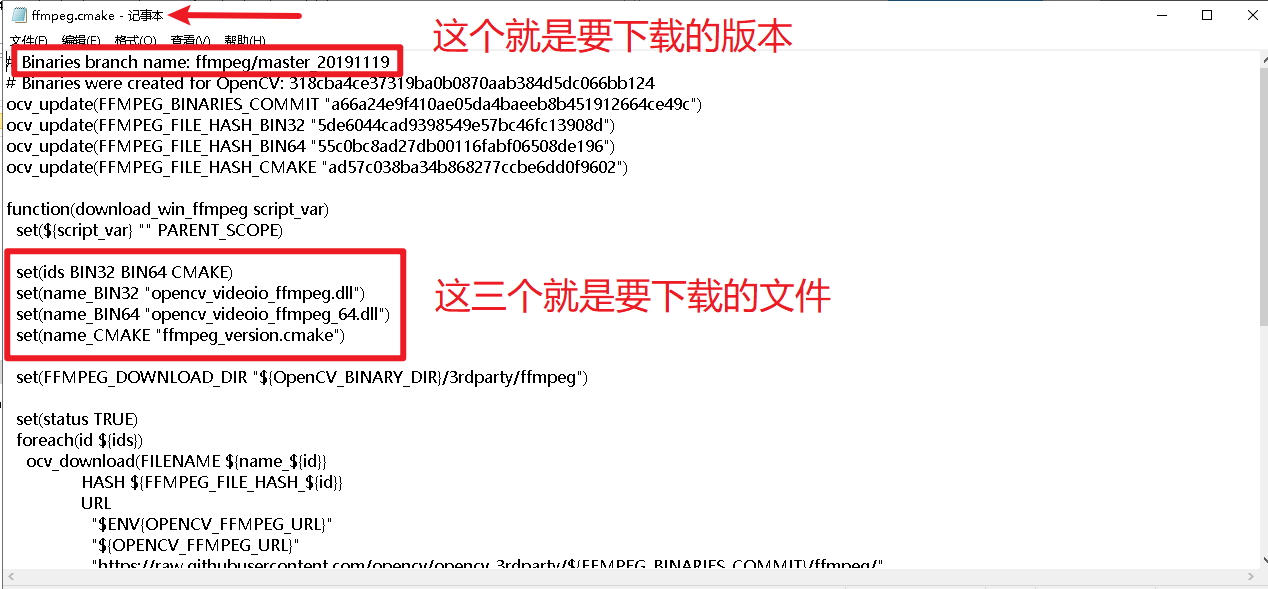 ffmpeg.cmake - 记事本
文件(F) 编辑(E) 格式(O) 查看(V) 帮助(H)
这个就是要下载的版本
# Binaries branch name: ffmpeg/master_20191119
# Binaries were created for OpenCV: 318cba4ce37319ba0b0870aab384d5dc066bb124
ocv_update(FFMPEG_BINARIES_COMMIT "a66a24e9f410ae05da4baeeb8b451912664ce49c")
ocv_update(FFMPEG_FILE_HASH_BIN32 "5de6044cad9398549e57bc46fc13908d")
ocv_update(FFMPEG_FILE_HASH_BIN64 "55c0bc8ad27db00116fabf06508de196")
ocv_update(FFMPEG_FILE_HASH_CMAKE "ad57c038ba34b868277ccbe6dd0f9602")
function(download_win_ffmpeg script_var)
set(${script_var} "" PARENT_SCOPE)
set(ids BIN32 BIN64 CMAKE)
set(name_BIN32 "opencv_videoio_ffmpeg.dll")
set(name_BIN64 "opencv_videoio_ffmpeg_64.dll")
set(name_CMAKE "ffmpeg_version.cmake")
这三个就是要下载的文件
set(FFMPEG_DOWNLOAD_DIR "${OpenCV_BINARY_DIR}/3rdparty/ffmpeg")
set(status TRUE)
foreach(id ${ids})
ocv_download(FILENAME ${name_${id}}
HASH ${FFMPEG_FILE_HASH_${id}}
URL
"$ENV{OPENCV_FFMPEG_URL}"
"${OPENCV_FFMPEG_URL}"
"https://raw.githubusercontent.com/opencv/opencv_3rdparty/${FFMPEG_BINARIES_COMMIT}/ffmpeg/"